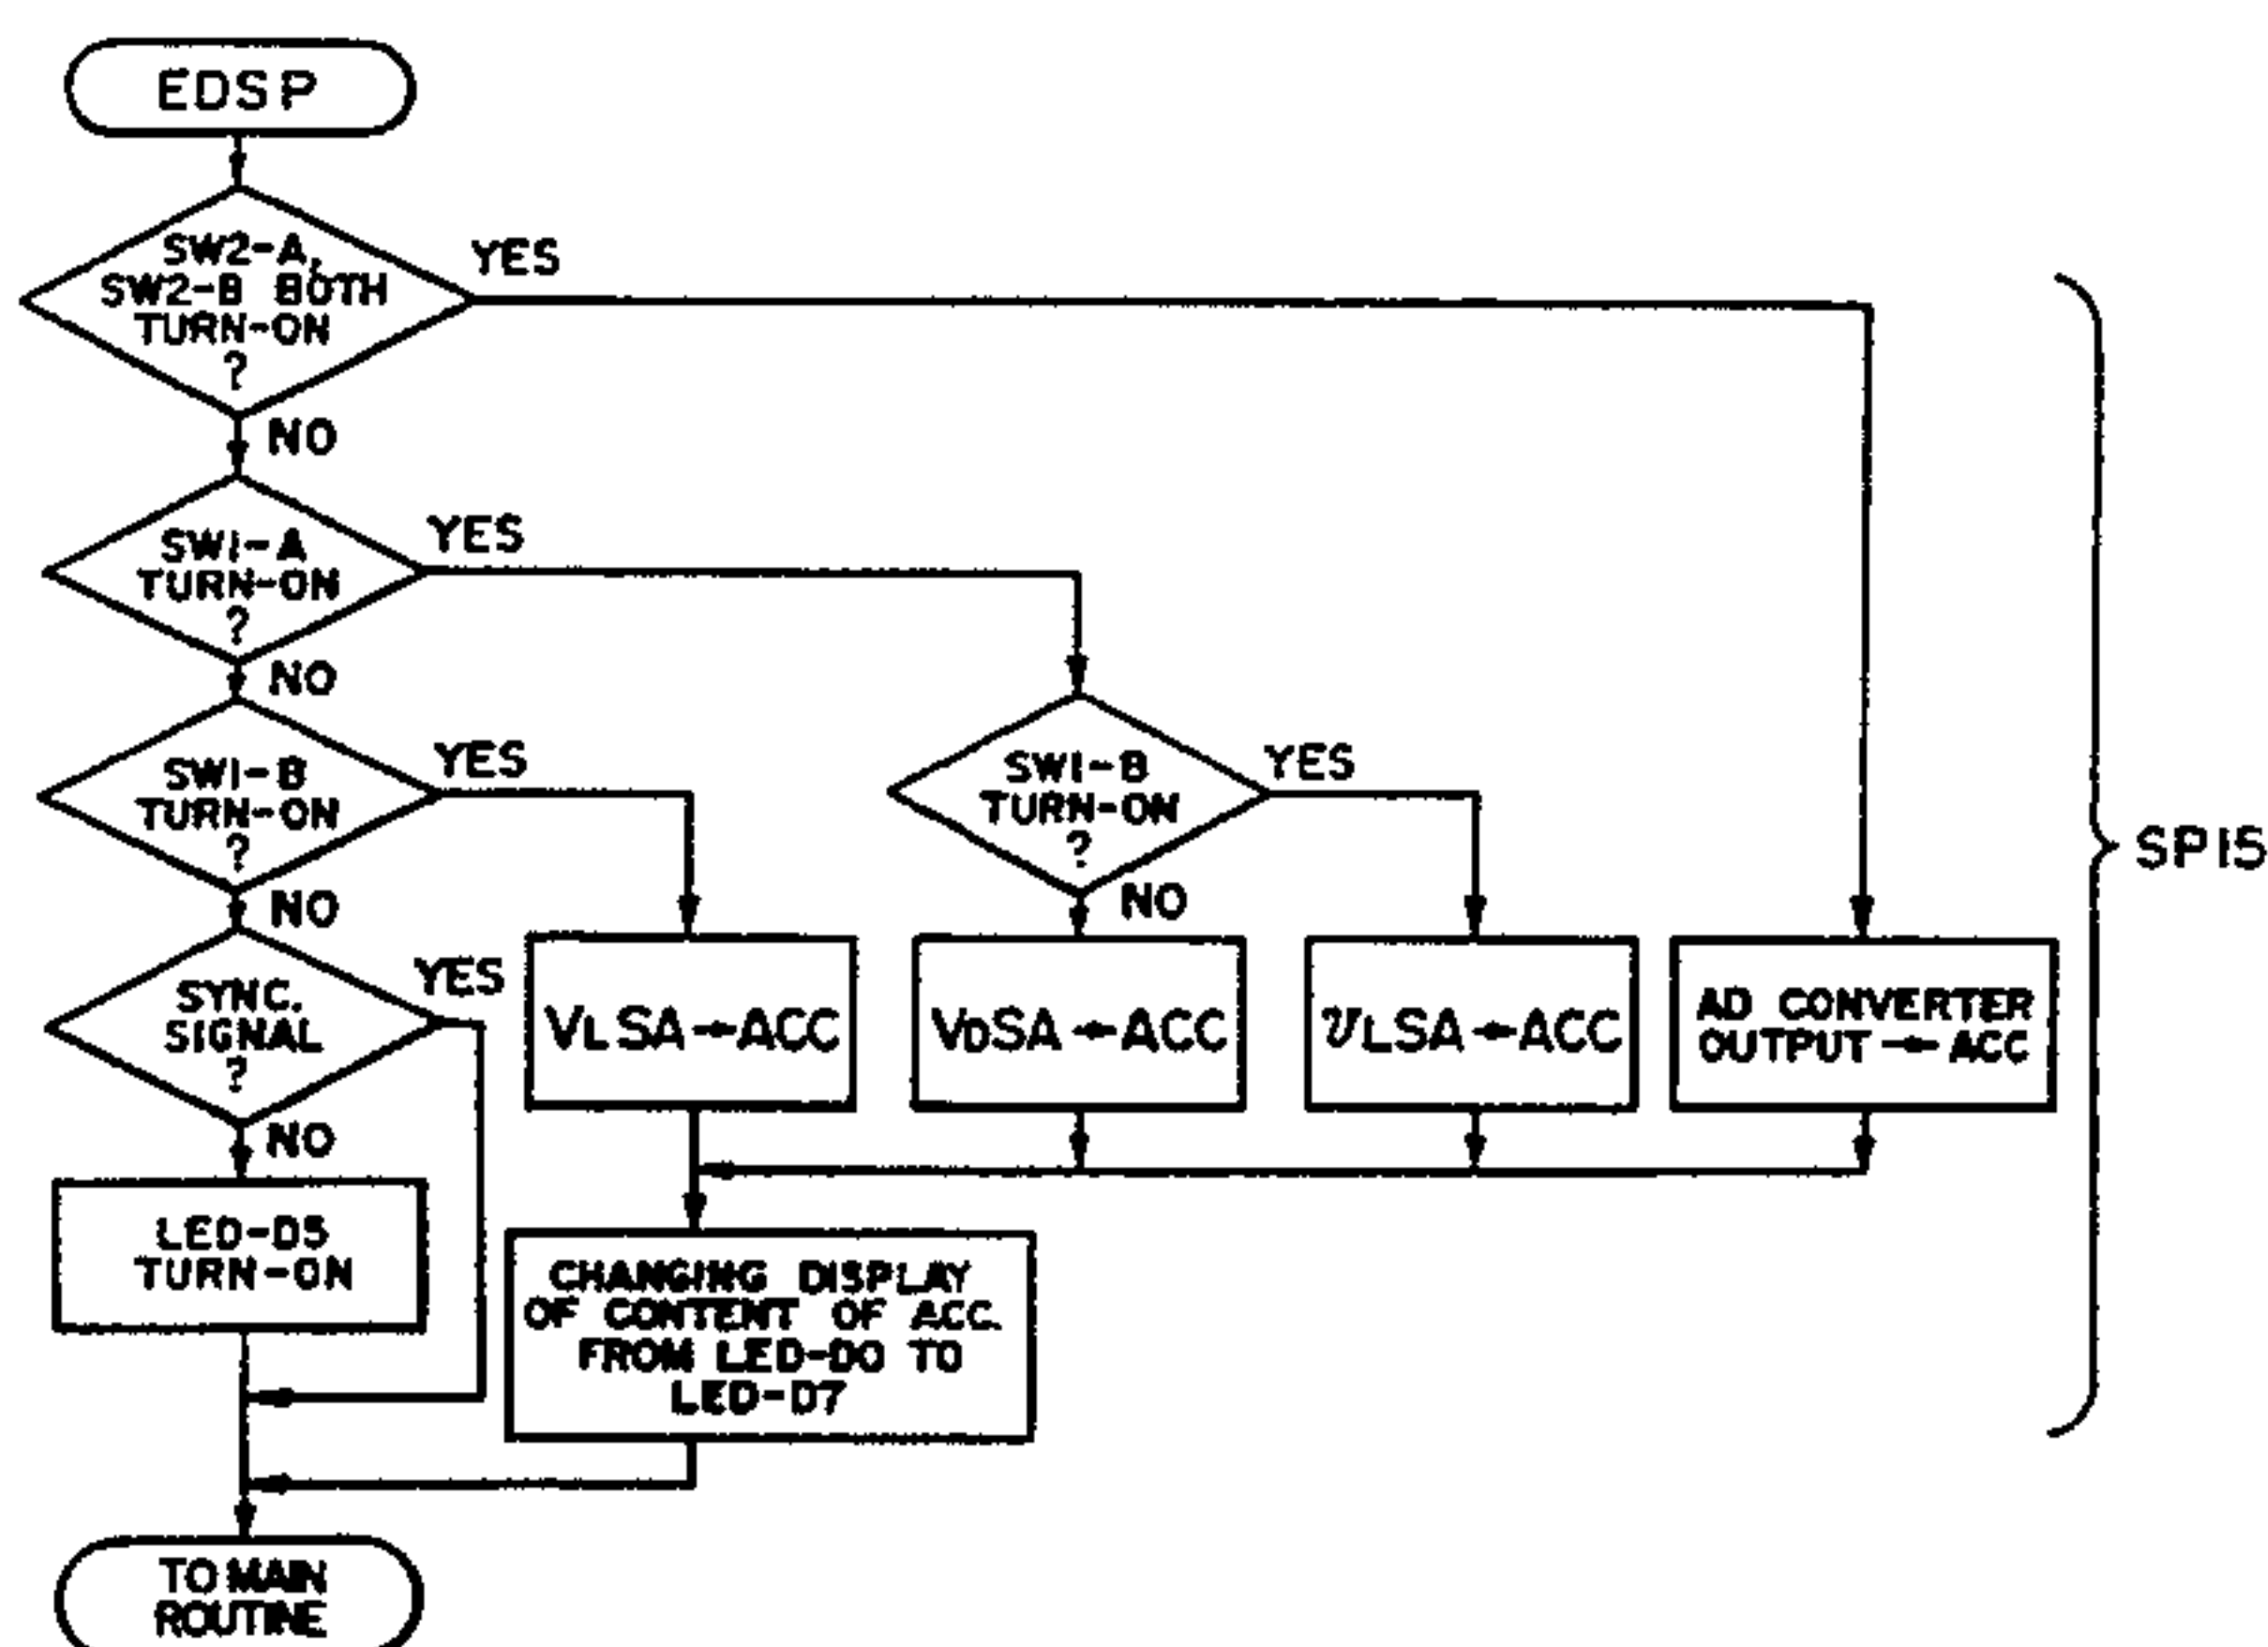 EDSP
SW2-A,
SW2-B BOTH
TURN-ON
?
YES
NO
SW1-A
TURN-ON
?
YES
NO
SW1-B
TURN-ON
?
YES
NO
SW1-B
TURN-ON
?
YES
NO
SYNC.
SIGNAL
?
YES
NO
VLSA→ACC
VDSA→ACC
vLSA→ACC
AD CONVERTER
OUTPUT→ACC
SPIS
LED-D5
TURN-ON
CHANGING DISPLAY
OF CONTENT OF ACC.
FROM LED-D0 TO
LED-D7
TO MAIN
ROUTINE